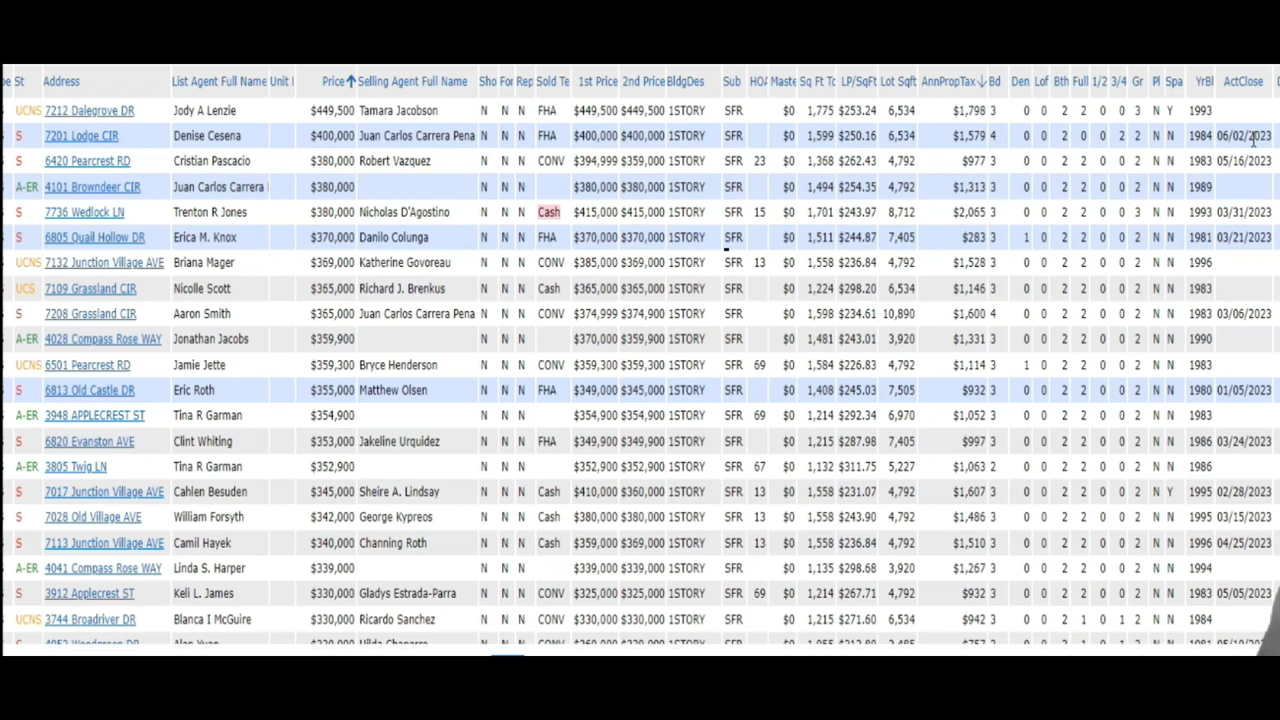 St Address List Agent Full Name Unit Price Selling Agent Full Name Sho For Rep Sold Te 1st Price 2nd Price BldgDes Sub HOA Maste Sq Ft To LP/SqFt Lot Sqft AnnPropTax Bd Den Lof Bth Full 1/2 3/4 Gr Pl Spa YrBl ActClose
UCNS 7212 Dalegrove DR Jody A Lenzie $449,500 Tamara Jacobson N N N FHA $449,500 $449,500 1STORY SFR $0 1,775 $253.24 6,534 $1,798 3 0 0 2 2 0 0 3 N Y 1993
S 7201 Lodge CIR Denise Cesena $400,000 Juan Carlos Carrera Pena N N N FHA $400,000 $400,000 1STORY SFR $0 1,599 $250.16 6,534 $1,579 4 0 0 2 0 0 2 2 N N 1984 06/02/2023
S 6420 Pearcrest RD Cristian Pascacio $380,000 Robert Vazquez N N N CONV $394,999 $350,000 1STORY SFR 23 $0 1,368 $262.43 4,792 $977 3 0 0 2 2 0 0 2 N N 1983 05/16/2023
A-ER 4101 Browndeer CIR Juan Carlos Carrera $380,000 N N N $380,000 $380,000 1STORY SFR $0 1,494 $254.35 4,792 $1,313 3 0 0 2 2 0 0 2 N N 1989
S 7736 Wedlock LN Trenton R Jones $380,000 Nicholas D'Agostino N N N Cash $415,000 $415,000 1STORY SFR 15 $0 1,701 $243.97 8,712 $2,065 3 0 0 2 2 0 0 3 N N 1993 03/31/2023
S 6805 Quail Hollow DR Erica M. Knox $370,000 Danilo Colunga N N N FHA $370,000 $370,000 1STORY SFR $0 1,511 $244.87 7,405 $283 3 1 0 2 2 0 0 2 N N 1981 03/21/2023
UCNS 7132 Junction Village AVE Briana Mager $369,000 Katherine Govoreau N N N CONV $385,000 $369,000 1STORY SFR 13 $0 1,558 $236.84 4,792 $1,528 3 0 0 2 2 0 0 2 N N 1996
UCS 7109 Grassland CIR Nicolle Scott $365,000 Richard J. Brenkus N N N Cash $365,000 $365,000 1STORY SFR $0 1,224 $298.20 6,534 $1,146 3 0 0 2 2 0 0 2 N N 1983
S 7208 Grassland CIR Aaron Smith $365,000 Juan Carlos Carrera Pena N N N CONV $374,999 $374,901 1STORY SFR $0 1,598 $234.61 10,890 $1,600 4 0 0 2 2 0 0 2 N N 1983 03/06/2023
A-ER 4028 Compass Rose WAY Jonathan Jacobs $359,900 N N N $370,000 $359,900 1STORY SFR $0 1,481 $243.01 3,920 $1,331 3 0 0 2 2 0 0 2 N N 1990
UCNS 6501 Pearcrest RD Jamie Jette $359,300 Bryce Henderson N N N CONV $359,300 $359,300 1STORY SFR 69 $0 1,584 $226.83 4,792 $1,114 3 1 0 2 2 0 0 2 N N 1983
S 6813 Old Castle DR Eric Roth $355,000 Matthew Olsen N N N FHA $349,000 $345,000 1STORY SFR $0 1,408 $245.03 7,505 $932 3 0 0 2 2 0 0 2 N N 1980 01/05/2023
A-ER 3948 APPLECREST ST Tina R Garman $354,900 N N N $354,900 $354,900 1STORY SFR 69 $0 1,214 $292.34 6,970 $1,052 3 0 0 2 2 0 0 2 N N 1983
S 6820 Evanston AVE Clint Whiting $353,000 Jakeline Urquidez N N N FHA $349,900 $349,900 1STORY SFR $0 1,215 $287.98 7,405 $997 3 0 0 2 2 0 0 2 N N 1986 03/24/2023
A-ER 3805 Twig LN Tina R Garman $352,900 N N N $352,900 $352,900 1STORY SFR 67 $0 1,132 $311.75 5,227 $1,063 2 0 0 2 2 0 0 2 N N 1986
S 7017 Junction Village AVE Cahlen Besuden $345,000 Sheire A. Lindsay N N N Cash $410,000 $360,000 1STORY SFR 13 $0 1,558 $231.07 4,792 $1,607 3 0 0 2 2 0 0 2 N Y 1995 02/28/2023
S 7028 Old Village AVE William Forsyth $342,000 George Kypreos N N N Cash $380,000 $380,000 1STORY SFR 13 $0 1,558 $243.90 4,792 $1,486 3 0 0 2 2 0 0 2 N N 1995 03/15/2023
S 7113 Junction Village AVE Camil Hayek $340,000 Channing Roth N N N Cash $359,000 $369,000 1STORY SFR 13 $0 1,558 $236.84 4,792 $1,510 3 0 0 2 2 0 0 2 N N 1996 04/25/2023
A-ER 4041 Compass Rose WAY Linda S. Harper $339,000 N N N $339,000 $339,000 1STORY SFR $0 1,135 $298.68 3,920 $1,267 3 0 0 2 2 0 0 2 N N 1994
S 3912 Applecrest ST Keli L. James $330,000 Gladys Estrada-Parra N N N CONV $325,000 $325,000 1STORY SFR 69 $0 1,214 $267.71 4,792 $932 3 0 0 2 2 0 0 2 N N 1983 05/05/2023
UCNS 3744 Broadriver DR Blanca I McGuire $330,000 Ricardo Sanchez N N N CONV $330,000 $330,000 1STORY SFR $0 1,215 $271.60 6,534 $942 3 0 0 2 1 0 1 2 N N 1984